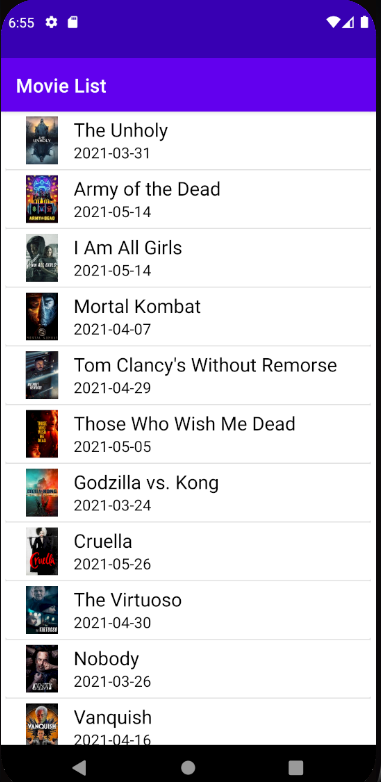 6:55
Movie List
The Unholy
2021-03-31
Army of the Dead
2021-05-14
I Am All Girls
2021-05-14
Mortal Kombat
2021-04-07
Tom Clancy's Without Remorse
2021-04-29
Those Who Wish Me Dead
2021-05-05
Godzilla vs. Kong
2021-03-24
Cruella
2021-05-26
The Virtuoso
2021-04-30
Nobody
2021-03-26
Vanquish
2021-04-16